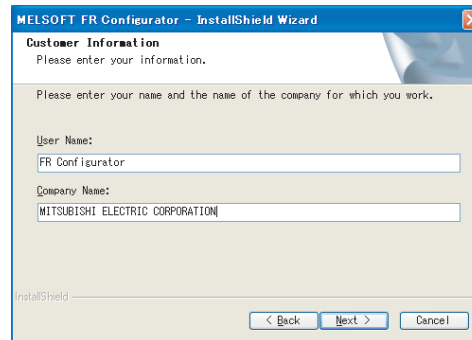 MELSOFT FR Configurator - InstallShield Wizard
Customer Information
Please enter your information.
Please enter your name and the name of the company for which you work.
User Name:
FR Configurator
Company Name:
MITSUBISHI ELECTRIC CORPORATION
InstallShield
< Back Next > Cancel